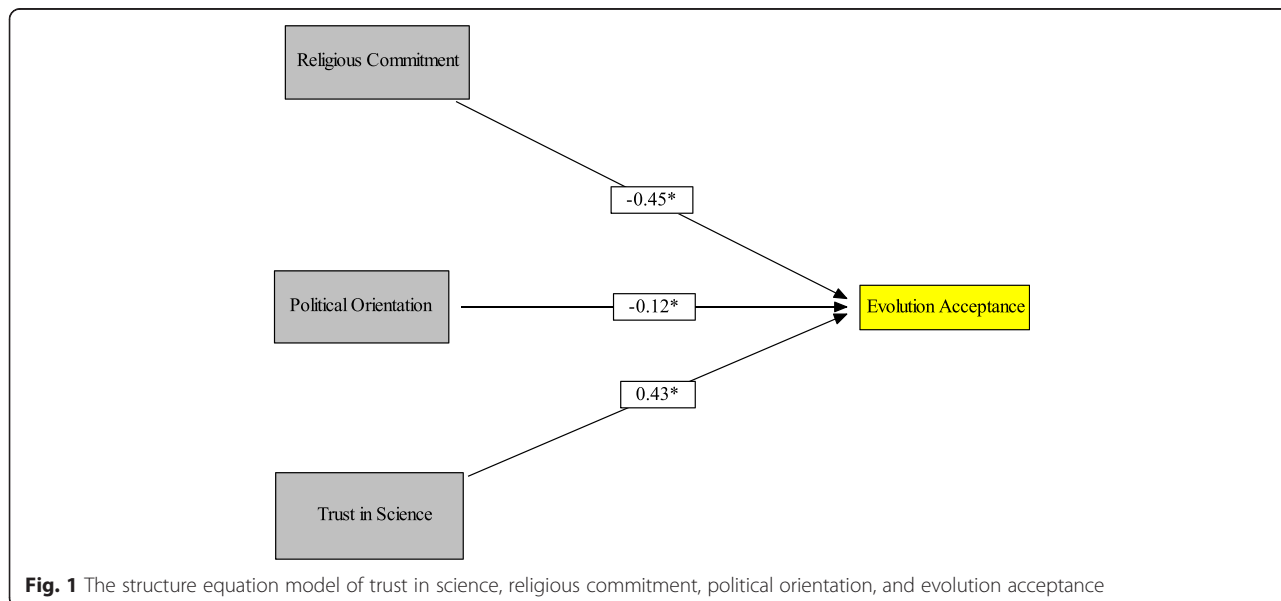 Religious Commitment
-0.45*
Political Orientation
-0.12*
Evolution Acceptance
0.43*
Trust in Science
Fig. 1 The structure equation model of trust in science, religious commitment, political orientation, and evolution acceptance